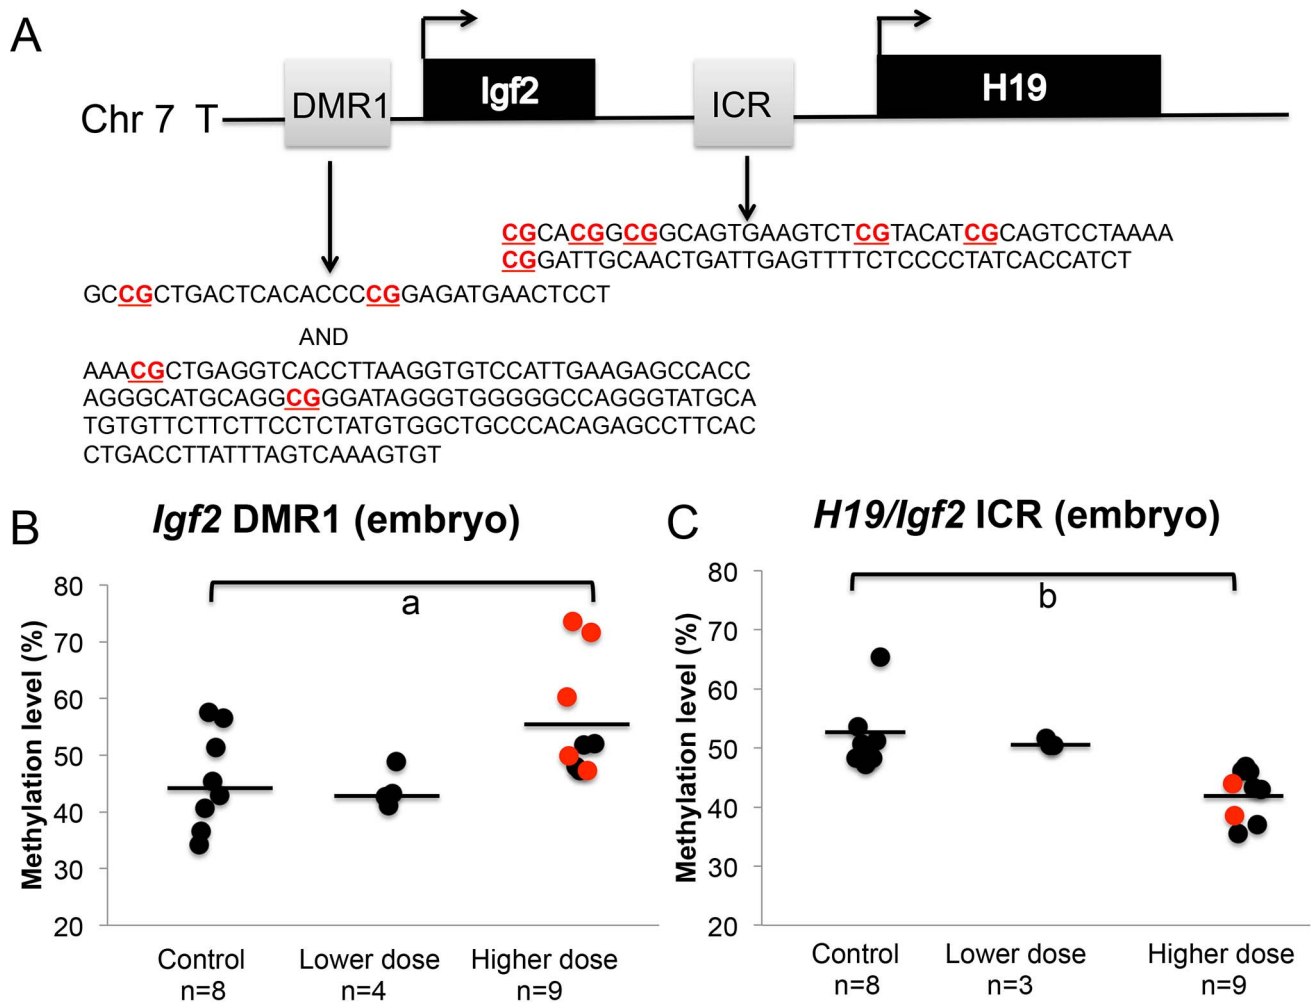 A
Chr 7 T
DMR1
Igf2
ICR
H19
CGCACGGCGGGCAGTGAAGTCTCGTACATCGCAGTCCTAAAA
CGGATTGCAACTGATTGAGTTTTCTCCCCTATCACCATCT
GCCGCTGACTCACACCCCGGAGATGAACTCCT
AND
AAACGCTGAGGTCACCTTAAGGTGTCCATTGAAGAGCCACC
AGGGCATGCAGGCGGGATAGGGTGGGGGCCAGGGTATGCA
TGTGTTCTTCTTCCTCTATGTGGCTGCCCACAGAGCCTTCAC
CTGACCTTATTTAGTCAAAGTGT
B
Igf2 DMR1 (embryo)
Methylation level (%)
80
70
60
50
40
30
20
a
Control
n=8
Lower dose
n=4
Higher dose
n=9
C
H19/Igf2 ICR (embryo)
Methylation level (%)
80
70
60
50
40
30
20
b
Control
n=8
Lower dose
n=3
Higher dose
n=9